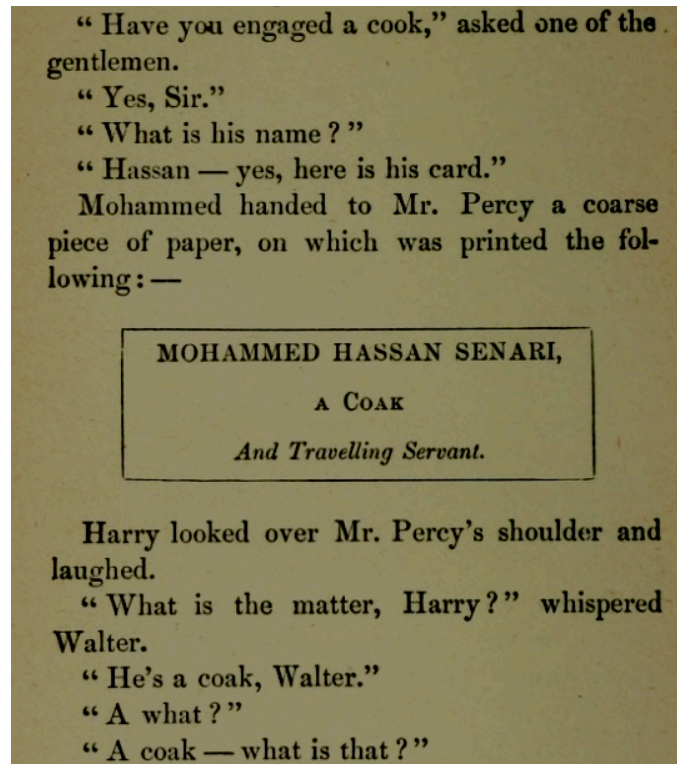 “ Have you engaged a cook,” asked one of the
gentlemen.
“ Yes, Sir.”
“ What is his name ? ”
“ Hassan — yes, here is his card.”
Mohammed handed to Mr. Percy a coarse
piece of paper, on which was printed the fol-
lowing : —
MOHAMMED HASSAN SENARI,
A COAK
And Travelling Servant.
Harry looked over Mr. Percy’s shoulder and
laughed.
“ What is the matter, Harry ? ” whispered
Walter.
“ He’s a coak, Walter.”
“ A what ? ”
“ A coak — what is that ? ”